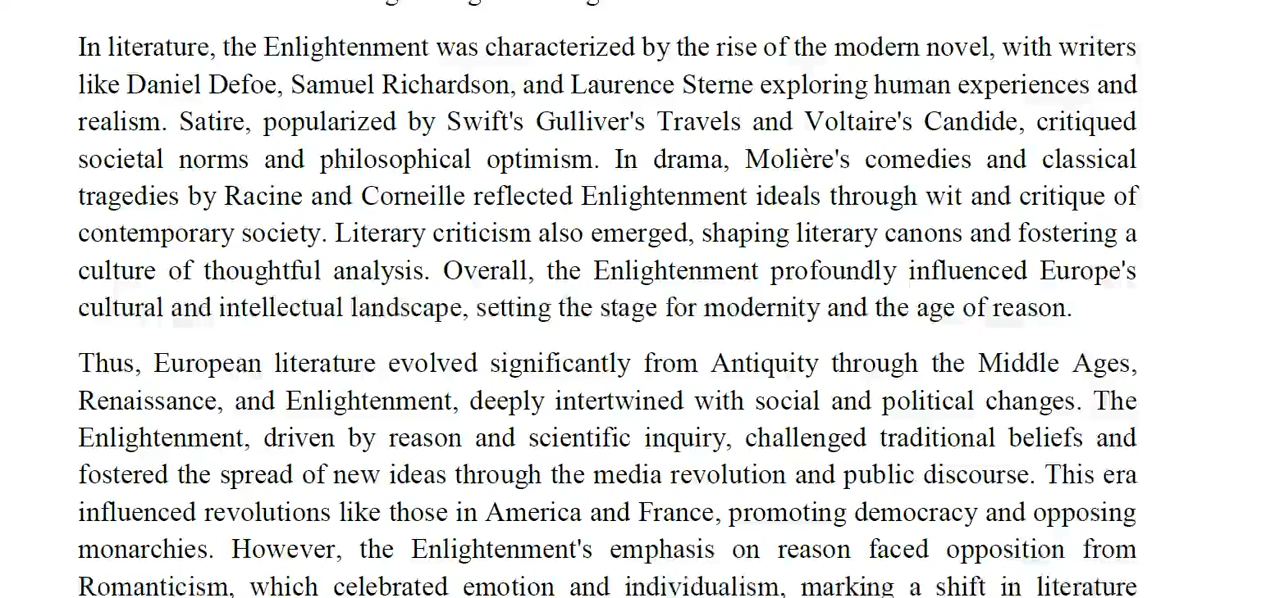 In literature, the Enlightenment was characterized by the rise of the modern novel, with writers
like Daniel Defoe, Samuel Richardson, and Laurence Sterne exploring human experiences and
realism. Satire, popularized by Swift's Gulliver's Travels and Voltaire's Candide, critiqued
societal norms and philosophical optimism. In drama, Molière's comedies and classical
tragedies by Racine and Corneille reflected Enlightenment ideals through wit and critique of
contemporary society. Literary criticism also emerged, shaping literary canons and fostering a
culture of thoughtful analysis. Overall, the Enlightenment profoundly influenced Europe's
cultural and intellectual landscape, setting the stage for modernity and the age of reason.
Thus, European literature evolved significantly from Antiquity through the Middle Ages,
Renaissance, and Enlightenment, deeply intertwined with social and political changes. The
Enlightenment, driven by reason and scientific inquiry, challenged traditional beliefs and
fostered the spread of new ideas through the media revolution and public discourse. This era
influenced revolutions like those in America and France, promoting democracy and opposing
monarchies. However, the Enlightenment's emphasis on reason faced opposition from
Romanticism, which celebrated emotion and individualism, marking a shift in literature